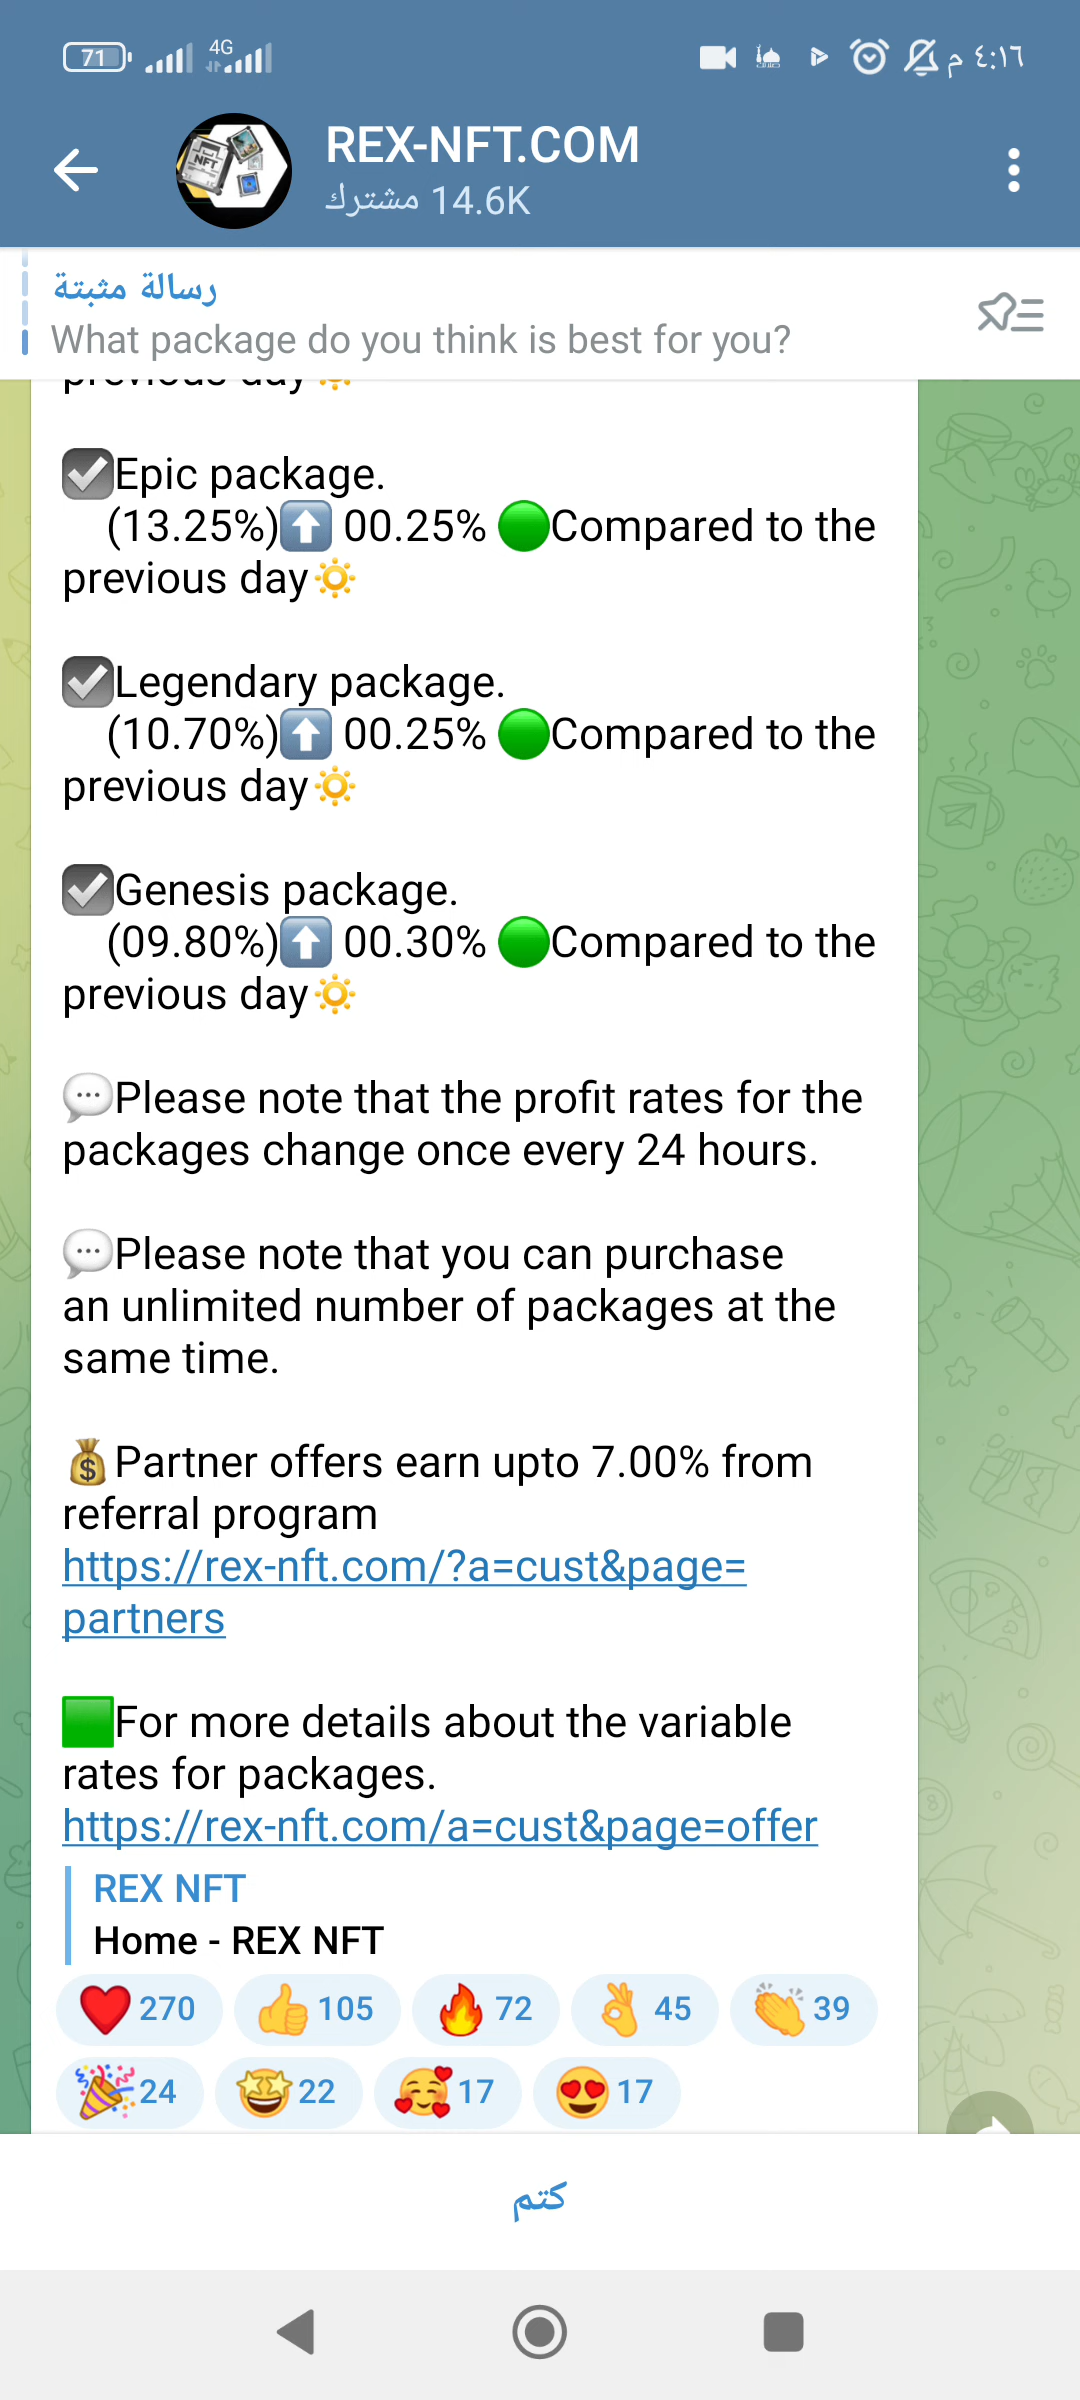 71 4G ٤:١٦ م
REX-NFT.COM
14.6K مشترك
رسالة مثبتة
What package do you think is best for you?
previous day🔅
☑️Epic package.
(13.25%)⬆️ 00.25% 🟢Compared to the
previous day🔅
☑️Legendary package.
(10.70%)⬆️ 00.25% 🟢Compared to the
previous day🔅
☑️Genesis package.
(09.80%)⬆️ 00.30% 🟢Compared to the
previous day🔅
💬Please note that the profit rates for the
packages change once every 24 hours.
💬Please note that you can purchase
an unlimited number of packages at the
same time.
💰Partner offers earn upto 7.00% from
referral program
https://rex-nft.com/?a=cust&page=
partners
🟩For more details about the variable
rates for packages.
https://rex-nft.com/a=cust&page=offer
REX NFT
Home - REX NFT
❤️ 270 👍 105 🔥 72 👌 45 👏 39
🎉 24 🤩 22 🥰 17 😍 17
كتم